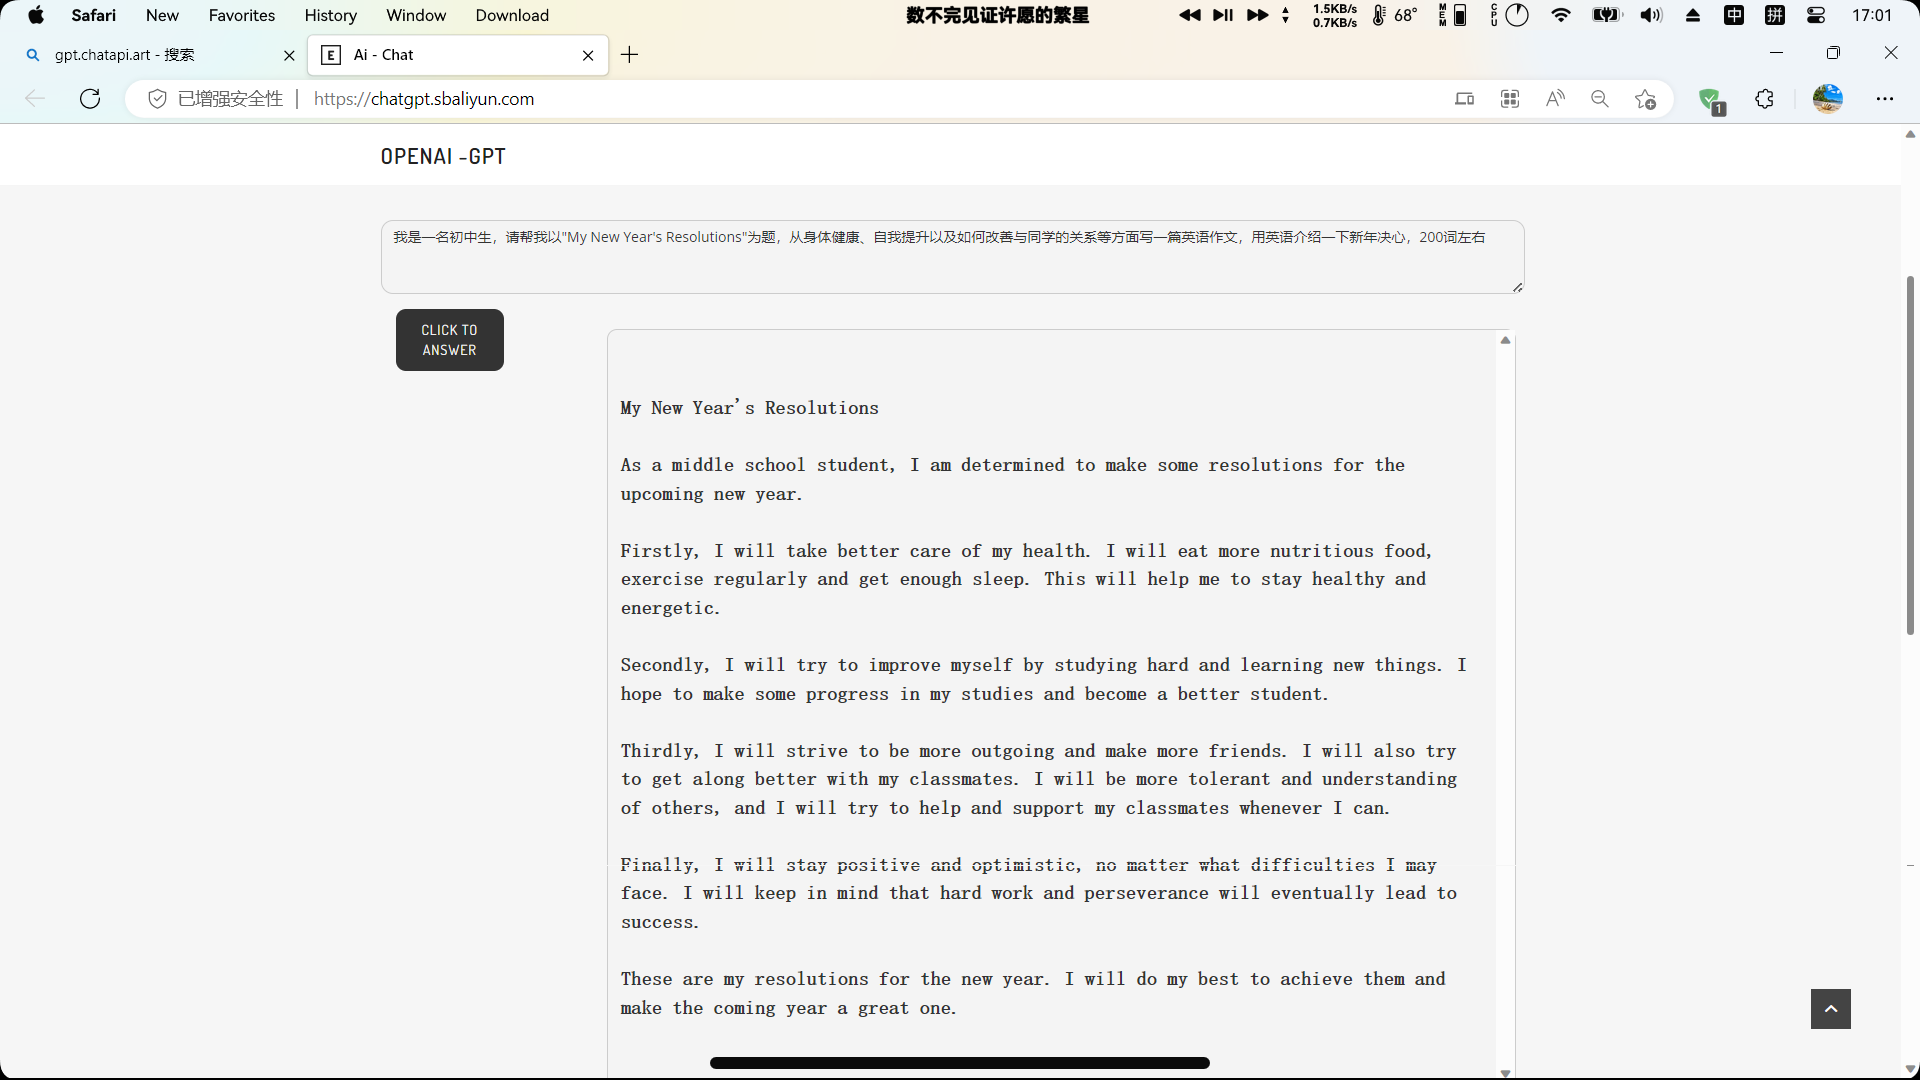 Safari New Favorites History Window Download 数不完见证许愿的繁星 1.5KB/s 0.7KB/s 68° MEM CPU 中 拼 17:01
gpt.chatapi.art - 搜索 E Ai - Chat
已增强安全性 https://chatgpt.sbaliyun.com 1
OPENAI -GPT
我是一名初中生，请帮我以"My New Year's Resolutions"为题，从身体健康、自我提升以及如何改善与同学的关系等方面写一篇英语作文，用英语介绍一下新年决心，200词左右
CLICK TO
ANSWER
My New Year's Resolutions
As a middle school student, I am determined to make some resolutions for the
upcoming new year.
Firstly, I will take better care of my health. I will eat more nutritious food,
exercise regularly and get enough sleep. This will help me to stay healthy and
energetic.
Secondly, I will try to improve myself by studying hard and learning new things. I
hope to make some progress in my studies and become a better student.
Thirdly, I will strive to be more outgoing and make more friends. I will also try
to get along better with my classmates. I will be more tolerant and understanding
of others, and I will try to help and support my classmates whenever I can.
Finally, I will stay positive and optimistic, no matter what difficulties I may
face. I will keep in mind that hard work and perseverance will eventually lead to
success.
These are my resolutions for the new year. I will do my best to achieve them and
make the coming year a great one.